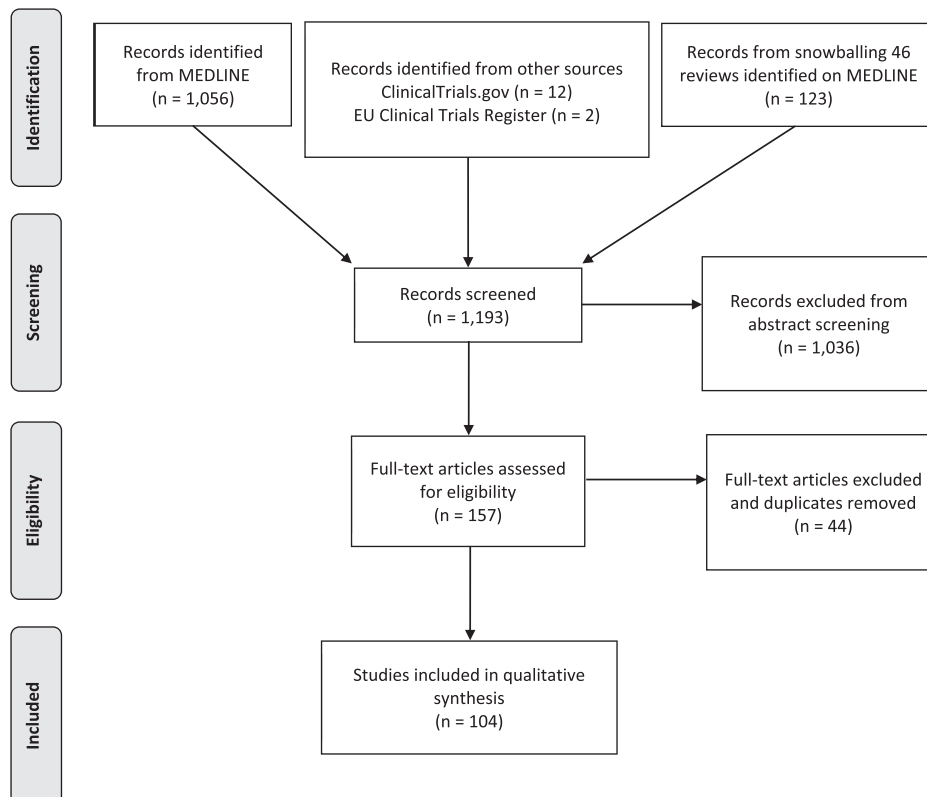 Identification
Records identified
from MEDLINE
(n = 1,056)
Records identified from other sources
ClinicalTrials.gov (n = 12)
EU Clinical Trials Register (n = 2)
Records from snowballing 46
reviews identified on MEDLINE
(n = 123)
Screening
Records screened
(n = 1,193)
Records excluded from
abstract screening
(n = 1,036)
Eligibility
Full-text articles assessed
for eligibility
(n = 157)
Full-text articles excluded
and duplicates removed
(n = 44)
Included
Studies included in qualitative
synthesis
(n = 104)